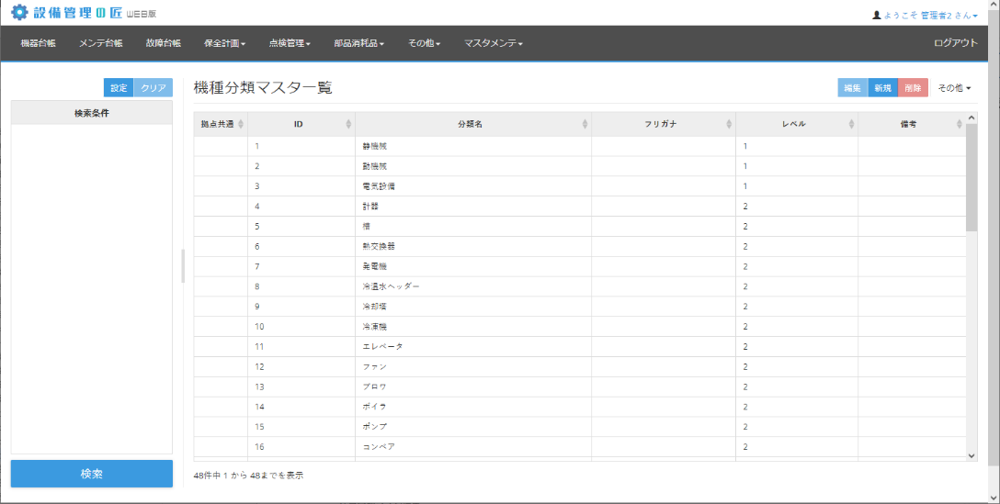 設備管理の匠 WEB版
ようこそ 管理者2 さん
機器台帳 メンテ台帳 故障台帳 保全計画 点検管理 部品消耗品 その他 マスタメンテ ログアウト
設定 クリア
検索条件
検索
機種分類マスタ一覧
編集 新規 削除 その他
拠点共通 ID 分類名 フリガナ レベル 備考
1 静機械 1
2 動機械 1
3 電気設備 1
4 計器 2
5 槽 2
6 熱交換器 2
7 発電機 2
8 冷温水ヘッダー 2
9 冷却塔 2
10 冷凍機 2
11 エレベータ 2
12 ファン 2
13 ブロワ 2
14 ボイラ 2
15 ポンプ 2
16 コンベア 2
48件中 1 から 48までを表示